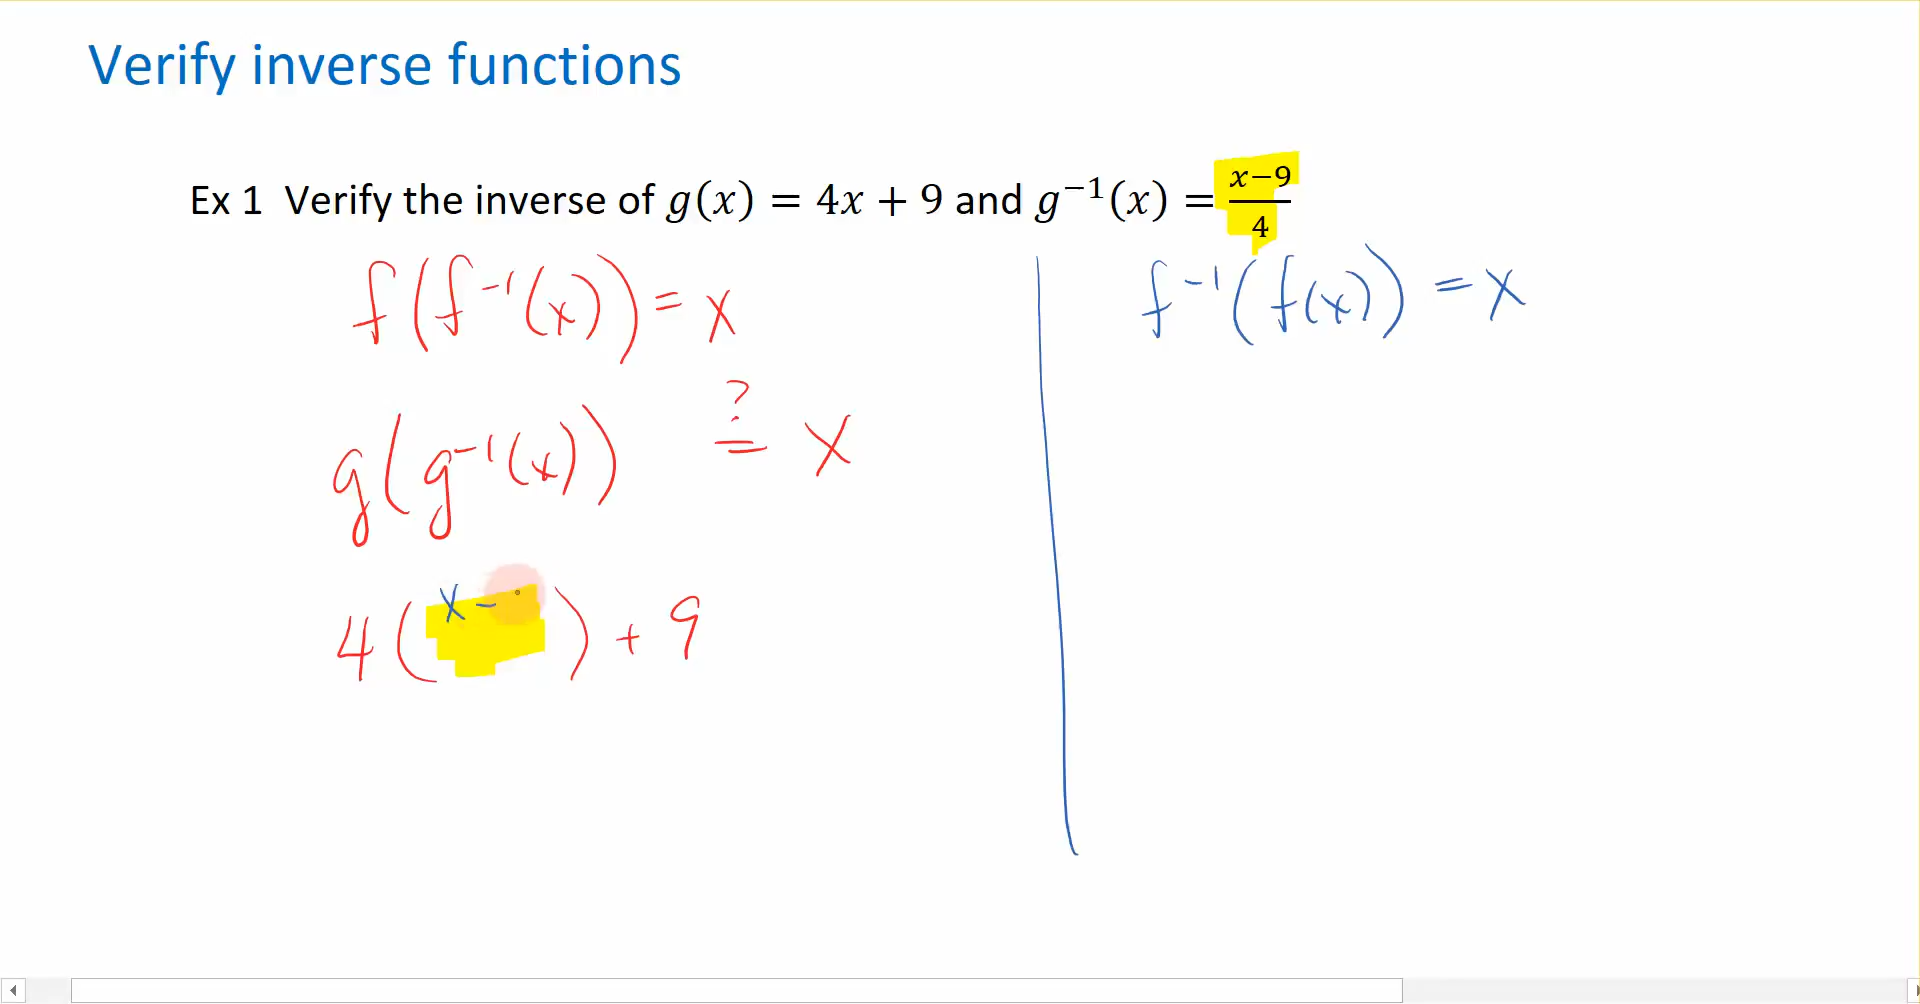 Verify inverse functions
Ex 1 Verify the inverse of g(x) = 4x + 9 and g⁻¹(x) = (x−9)/4
f(f⁻¹(x)) = x
g(g⁻¹(x)) ?= x
4(x − ) + 9
f⁻¹(f(x)) = x